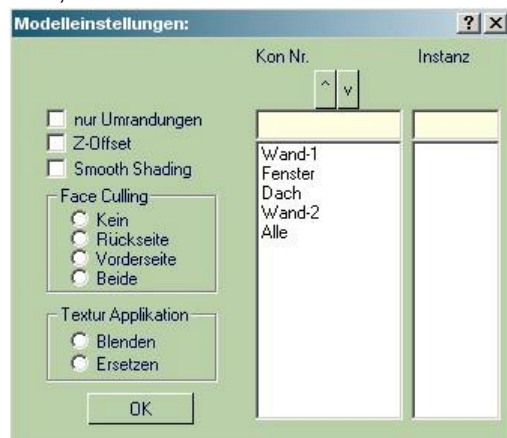 Modelleinstellungen:
? X
Kon Nr.
Instanz
^ v
nur Umrandungen
Z-Offset
Smooth Shading
Face Culling
Kein
Rückseite
Vorderseite
Beide
Textur Applikation
Blenden
Ersetzen
OK
Wand-1
Fenster
Dach
Wand-2
Alle